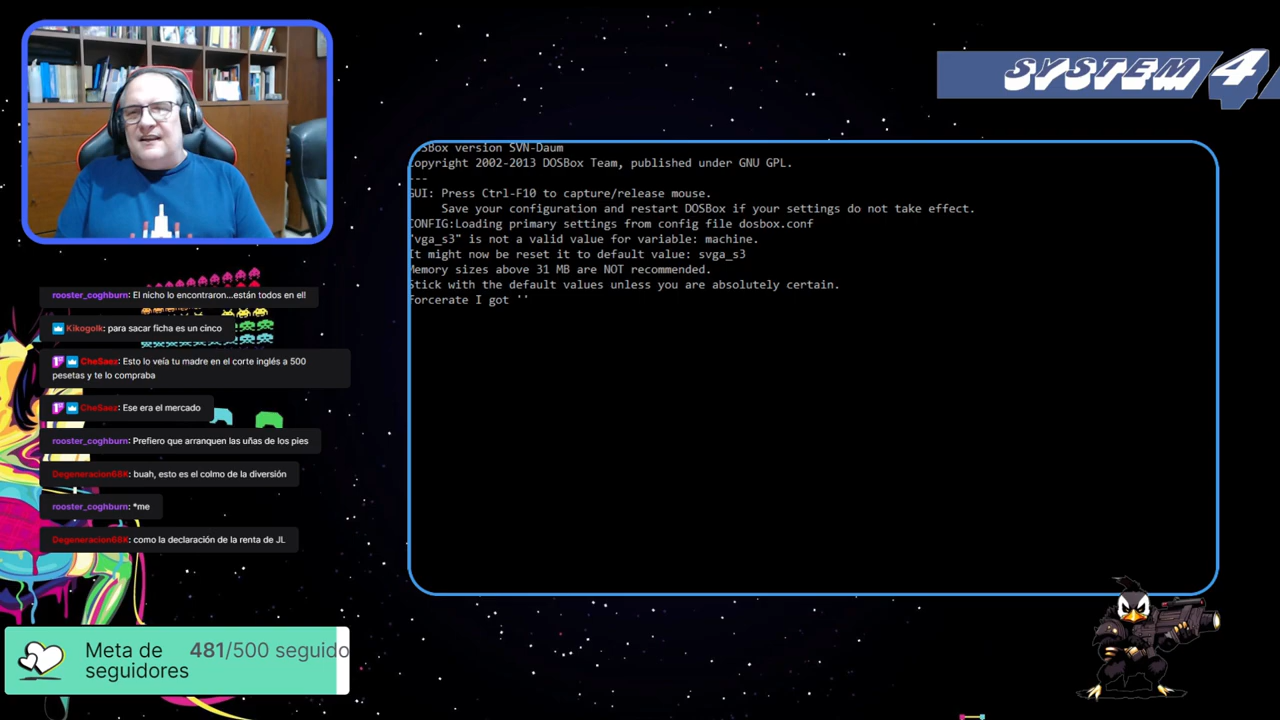 SYSTEM 4
OSBox version SVN-Daum
Copyright 2002-2013 DOSBox Team, published under GNU GPL.
---
GUI: Press Ctrl-F10 to capture/release mouse.
Save your configuration and restart DOSBox if your settings do not take effect.
CONFIG:Loading primary settings from config file dosbox.conf
"vga_s3" is not a valid value for variable: machine.
It might now be reset it to default value: svga_s3
Memory sizes above 31 MB are NOT recommended.
Stick with the default values unless you are absolutely certain.
Forcerate I got ''
rooster_coghburn: El nicho lo encontraron...están todos en el!
Kikogolk: para sacar ficha es un cinco
CheSaez: Esto lo veía tu madre en el corte inglés a 500
pesetas y te lo compraba
CheSaez: Ese era el mercado
rooster_coghburn: Prefiero que arranquen las uñas de los pies
Degeneracion68K: buah, esto es el colmo de la diversión
rooster_coghburn: *me
Degeneracion68K: como la declaración de la renta de JL
Meta de
seguidores
481/500 seguido